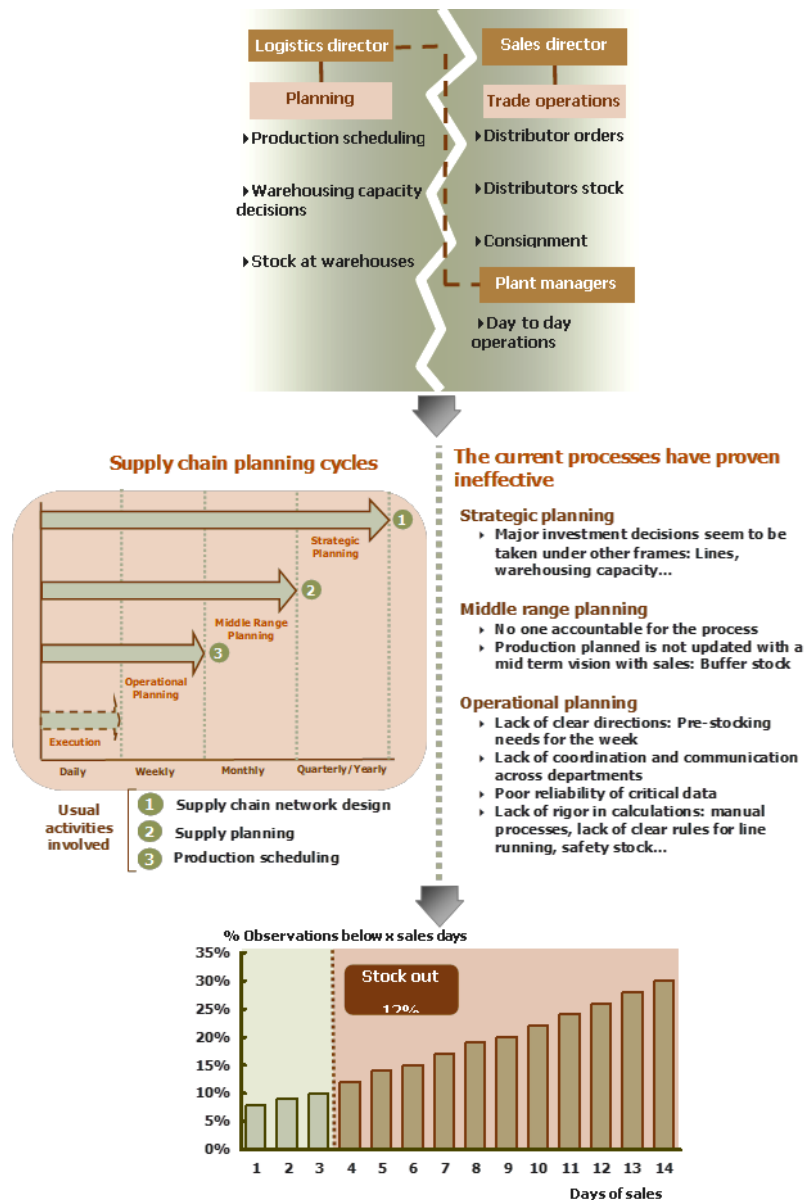 Logistics director
Sales director
Planning
Trade operations
Production scheduling
Warehousing capacity
decisions
Stock at warehouses
Distributor orders
Distributors stock
Consignment
Plant managers
Day to day
operations
Supply chain planning cycles
1
Strategic
Planning
2
Middle Range
Planning
3
Operational
Planning
Execution
Daily
Weekly
Monthly
Quarterly/Yearly
Usual
activities
involved
1 Supply chain network design
2 Supply planning
3 Production scheduling
The current processes have proven
ineffective
Strategic planning
Major investment decisions seem to be
taken under other frames: Lines,
warehousing capacity...
Middle range planning
No one accountable for the process
Production planned is not updated with a
mid term vision with sales: Buffer stock
Operational planning
Lack of clear directions: Pre-stocking
needs for the week
Lack of coordination and communication
across departments
Poor reliability of critical data
Lack of rigor in calculations: manual
processes, lack of clear rules for line
running, safety stock...
% Observations below x sales days
35%
30%
25%
20%
15%
10%
5%
0%
Stock out
12%
1 2 3 4 5 6 7 8 9 10 11 12 13 14
Days of sales